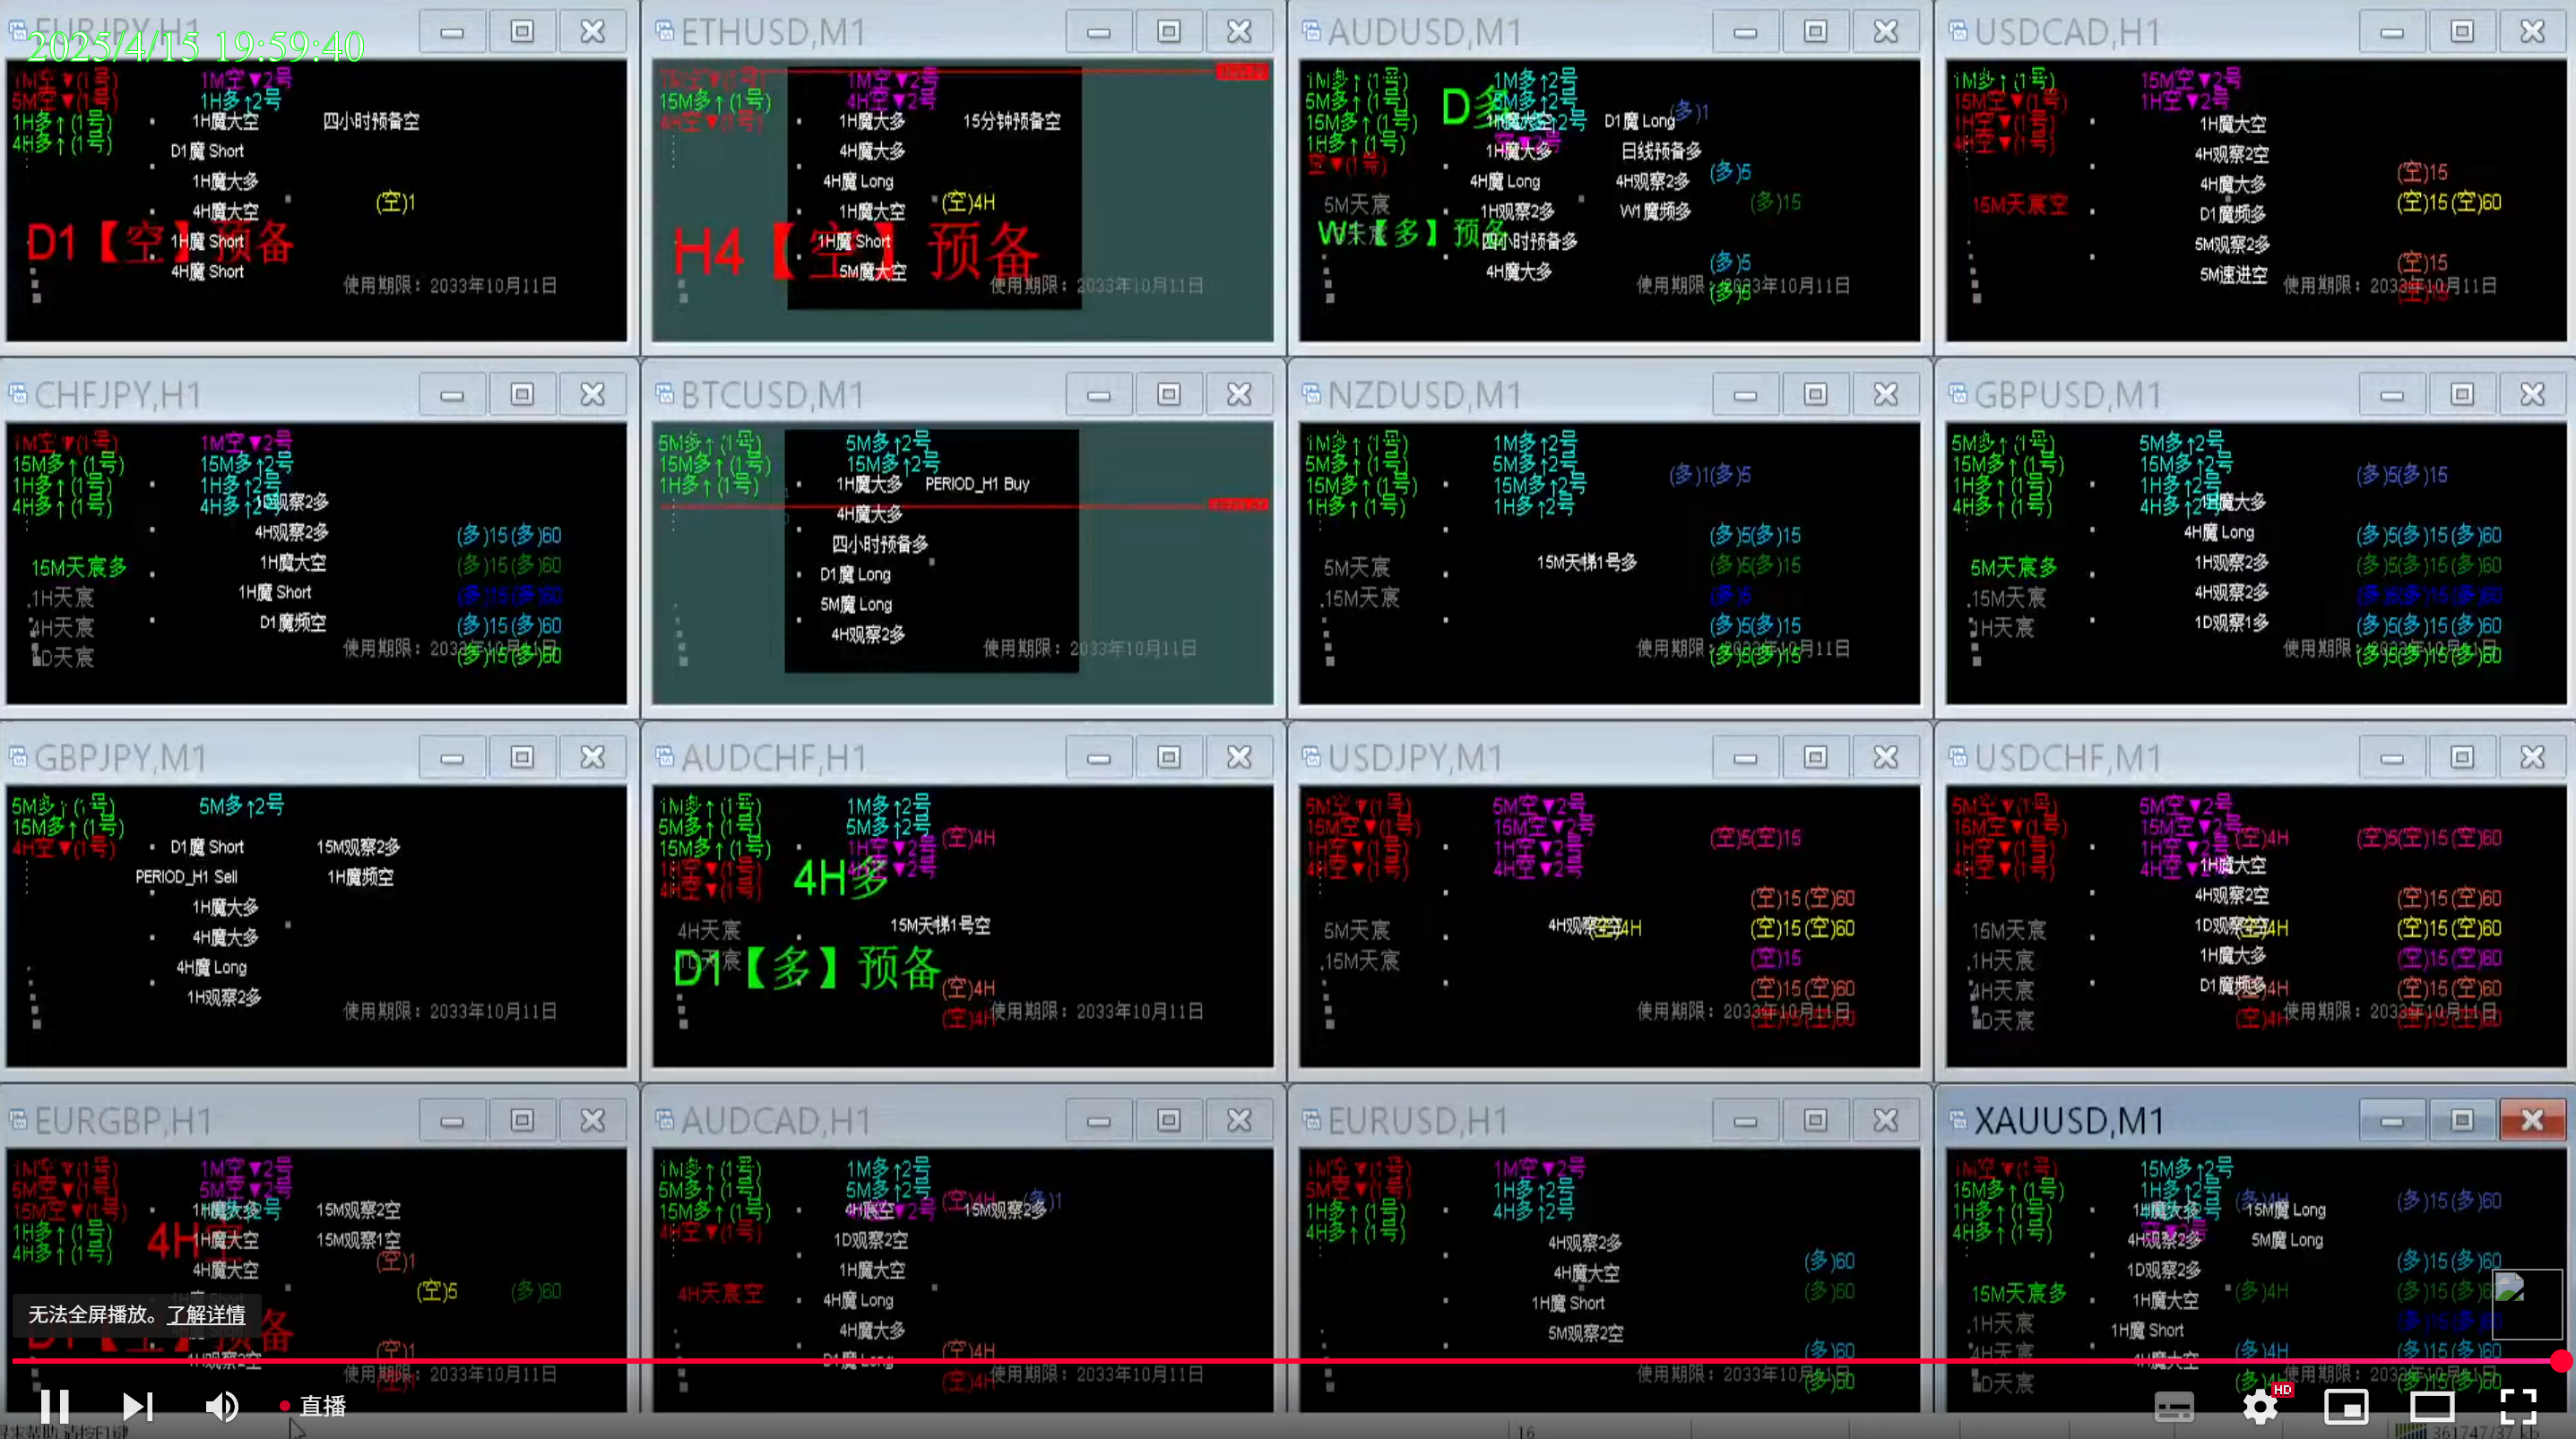 EURJPY,H1
2025/4/15 19:59:40
1M空▼(1号)
5M空▼(1号)
1H多↑(1号)
4H多↑(1号)
1M空▼2号
1H多↑2号
1H魔大空
四小时预备空
D1魔 Short
1H魔大多
4H魔大空
(空)1
D1【空】预备
1H魔 Short
4H魔 Short
使用期限：2033年10月11日
ETHUSD,M1
15M多↑(1号)
4H空▼(1号)
1M空▼2号
4H空▼2号
1H魔大多
15分钟预备空
4H魔大多
4H魔 Long
1H魔大空
(空)4H
H4【空】预备
1H魔 Short
5M魔大空
使用期限：2033年10月11日
AUDUSD,M1
1M多↑(1号)
5M多↑(1号)
15M多↑(1号)
1H多↑(1号)
空▼(1号)
D多
1M多↑2号
5M多↑2号
(多)1
D1魔 Long
1H魔大多
日线预备多
4H魔 Long
4H观察2多
(多)5
5M天宸
1H观察2多
W1魔频多
(多)15
W1【多】预备
四小时预备多
4H魔大多
(多)5
(多)5
使用期限：2033年10月11日
USDCAD,H1
1M多↑(1号)
15M空▼(1号)
1H空▼(1号)
4H空▼(1号)
15M空▼2号
1H空▼2号
1H魔大空
4H观察2空
4H魔大多
D1魔频多
5M观察2多
5M速进空
15M天宸空
(空)15
(空)15(空)60
(空)15
(空)15
使用期限：2033年10月11日
CHFJPY,H1
1M空▼(1号)
15M多↑(1号)
1H多↑(1号)
4H多↑(1号)
1M空▼2号
15M多↑2号
1H多↑2号
4H多↑2号
1D观察2多
4H观察2多
1H魔大空
1H魔 Short
D1魔频空
15M天宸多
1H天宸
4H天宸
1D天宸
(多)15(多)60
(多)15(多)60
(多)15(多)60
(多)15(多)60
(多)15(多)60
使用期限：2033年10月11日
BTCUSD,M1
5M多↑(1号)
15M多↑(1号)
1H多↑(1号)
5M多↑2号
15M多↑2号
1H魔大多
PERIOD_H1 Buy
4H魔大多
四小时预备多
D1魔 Long
5M魔 Long
4H观察2多
使用期限：2033年10月11日
NZDUSD,M1
1M多↑(1号)
5M多↑(1号)
15M多↑(1号)
1H多↑(1号)
1M多↑2号
5M多↑2号
15M多↑2号
1H多↑2号
(多)1(多)5
(多)5(多)15
5M天宸
15M天梯1号多
(多)5(多)15
15M天宸
(多)5
(多)5(多)15
(多)5(多)15
使用期限：2033年10月11日
GBPUSD,M1
5M多↑(1号)
15M多↑(1号)
1H多↑(1号)
4H多↑(1号)
5M多↑2号
15M多↑2号
1H多↑2号
4H多↑2号
1H魔大多
4H魔 Long
1H观察2多
4H观察2多
1D观察1多
5M天宸多
15M天宸
1H天宸
(多)5(多)15
(多)5(多)15(多)60
(多)5(多)15(多)60
(多)5(多)15(多)60
(多)5(多)15(多)60
(多)5(多)15(多)60
使用期限：2033年10月11日
GBPJPY,M1
5M多↑(1号)
15M多↑(1号)
4H空▼(1号)
5M多↑2号
D1魔 Short
15M观察2多
PERIOD_H1 Sell
1H魔频空
1H魔大多
4H魔大多
4H魔 Long
1H观察2多
使用期限：2033年10月11日
AUDCHF,H1
1M多↑(1号)
5M多↑(1号)
15M多↑(1号)
1H空▼(1号)
4H空▼(1号)
1M多↑2号
5M多↑2号
1H空▼2号
4H空▼2号
(空)4H
4H多
4H天宸
15M天梯1号空
D1【多】预备
(空)4H
(空)4H
使用期限：2033年10月11日
USDJPY,M1
5M空▼(1号)
15M空▼(1号)
1H空▼(1号)
4H空▼(1号)
5M空▼2号
15M空▼2号
1H空▼2号
4H空▼2号
(空)5(空)15
(空)15(空)60
5M天宸
4H观察2空
(空)4H
(空)15(空)60
15M天宸
(空)15
(空)15(空)60
(空)15(空)60
使用期限：2033年10月11日
USDCHF,M1
5M空▼(1号)
15M空▼(1号)
1H空▼(1号)
4H空▼(1号)
5M空▼2号
15M空▼2号
1H空▼2号
4H空▼2号
(空)4H
(空)5(空)15(空)60
1H魔大空
4H观察2空
1D观察2空
1H魔大多
D1魔频多
15M天宸
1H天宸
4H天宸
1D天宸
(空)15(空)60
(空)4H
(空)15(空)60
(空)15(空)60
(空)4H
(空)15(空)60
(空)4H
(空)15(空)60
使用期限：2033年10月11日
EURGBP,H1
1M空▼(1号)
5M空▼(1号)
15M空▼(1号)
1H多↑(1号)
4H多↑(1号)
1M空▼2号
5M空▼2号
1H魔大多
15M观察2空
4H空
1H魔大空
15M观察1空
4H魔大空
(空)1
(空)5
(多)60
D1【空】预备
4H观察2空
(空)1
(空)1
使用期限：2033年10月11日
无法全屏播放。了解详情
AUDCAD,H1
1M多↑(1号)
5M多↑(1号)
15M多↑(1号)
4H空▼(1号)
1M多↑2号
5M多↑2号
(空)4H
(多)1
4H宸空
15M观察2多
1D观察2空
1H魔大空
4H魔 Long
4H魔大多
D1魔 Long
4H天宸空
(空)4H
(空)4H
使用期限：2033年10月11日
EURUSD,H1
1M空▼(1号)
5M空▼(1号)
1H多↑(1号)
4H多↑(1号)
1M空▼2号
1H多↑2号
4H多↑2号
4H观察2多
4H魔大空
1H魔 Short
5M观察2空
(多)60
(多)60
(多)60
(多)60
使用期限：2033年10月11日
XAUUSD,M1
1M空▼(1号)
15M多↑(1号)
1H多↑(1号)
4H多↑(1号)
15M多↑2号
1H多↑2号
(多)4H
(多)15(多)60
1H魔大多
15M魔 Long
4H观察2多
5M魔 Long
1D观察2多
1H魔大空
1H魔 Short
4H魔大空
15M天宸多
1H天宸
4H天宸
1D天宸
(多)15(多)60
(多)4H
(多)15(多)60
(多)15(多)60
(多)4H
(多)15(多)60
(多)4H
(多)15(多)60
使用期限：2033年10月11日
直播
HD
16
361747/37 kb